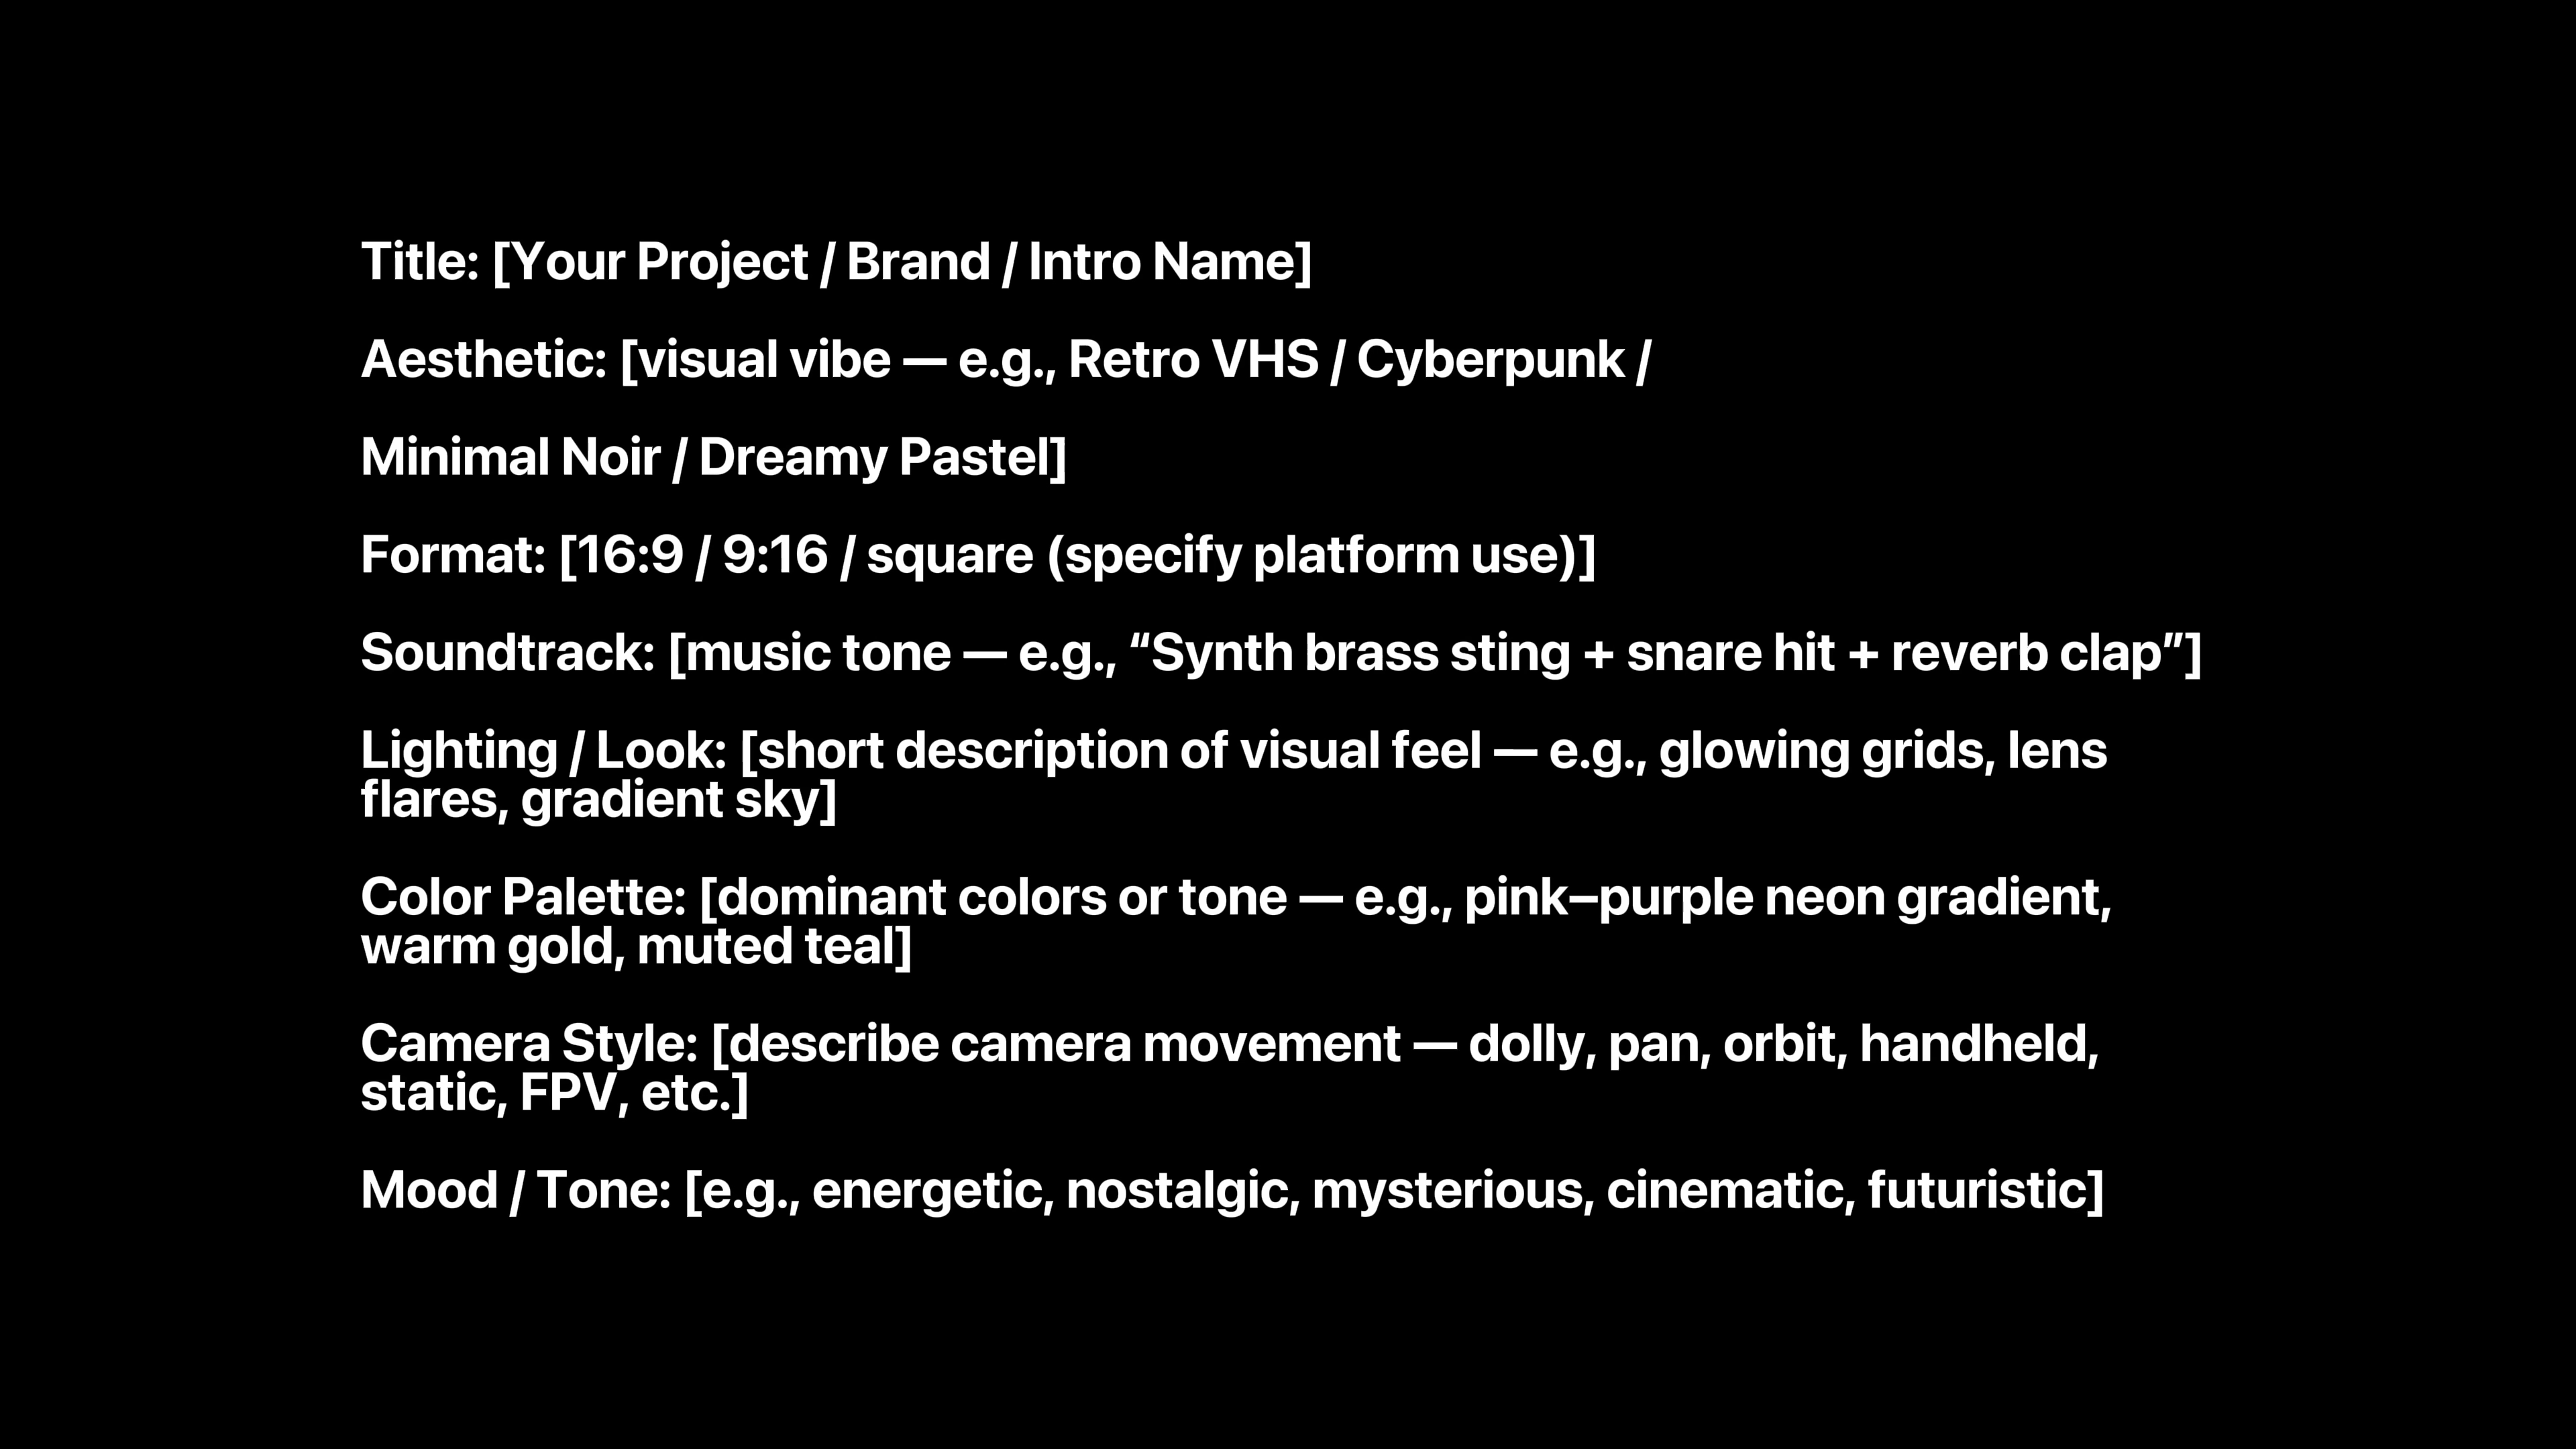 Title: [Your Project / Brand / Intro Name]
Aesthetic: [visual vibe — e.g., Retro VHS / Cyberpunk /
Minimal Noir / Dreamy Pastel]
Format: [16:9 / 9:16 / square (specify platform use)]
Soundtrack: [music tone — e.g., “Synth brass sting + snare hit + reverb clap”]
Lighting / Look: [short description of visual feel — e.g., glowing grids, lens
flares, gradient sky]
Color Palette: [dominant colors or tone — e.g., pink–purple neon gradient,
warm gold, muted teal]
Camera Style: [describe camera movement — dolly, pan, orbit, handheld,
static, FPV, etc.]
Mood / Tone: [e.g., energetic, nostalgic, mysterious, cinematic, futuristic]